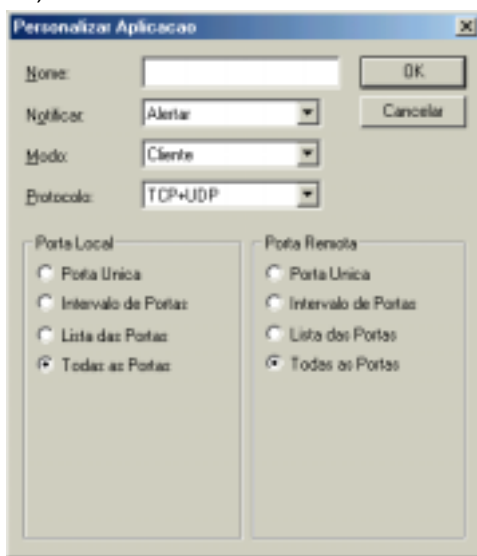 Personalizar Aplicacao
Nome:
OK
Notificar:
Alertar
Cancelar
Modo:
Cliente
Protocolo:
TCP+UDP
Porta Local
Porta Unica
Intervalo de Portas
Lista das Portas
Todas as Portas
Porta Remota
Porta Unica
Intervalo de Portas
Lista das Portas
Todas as Portas